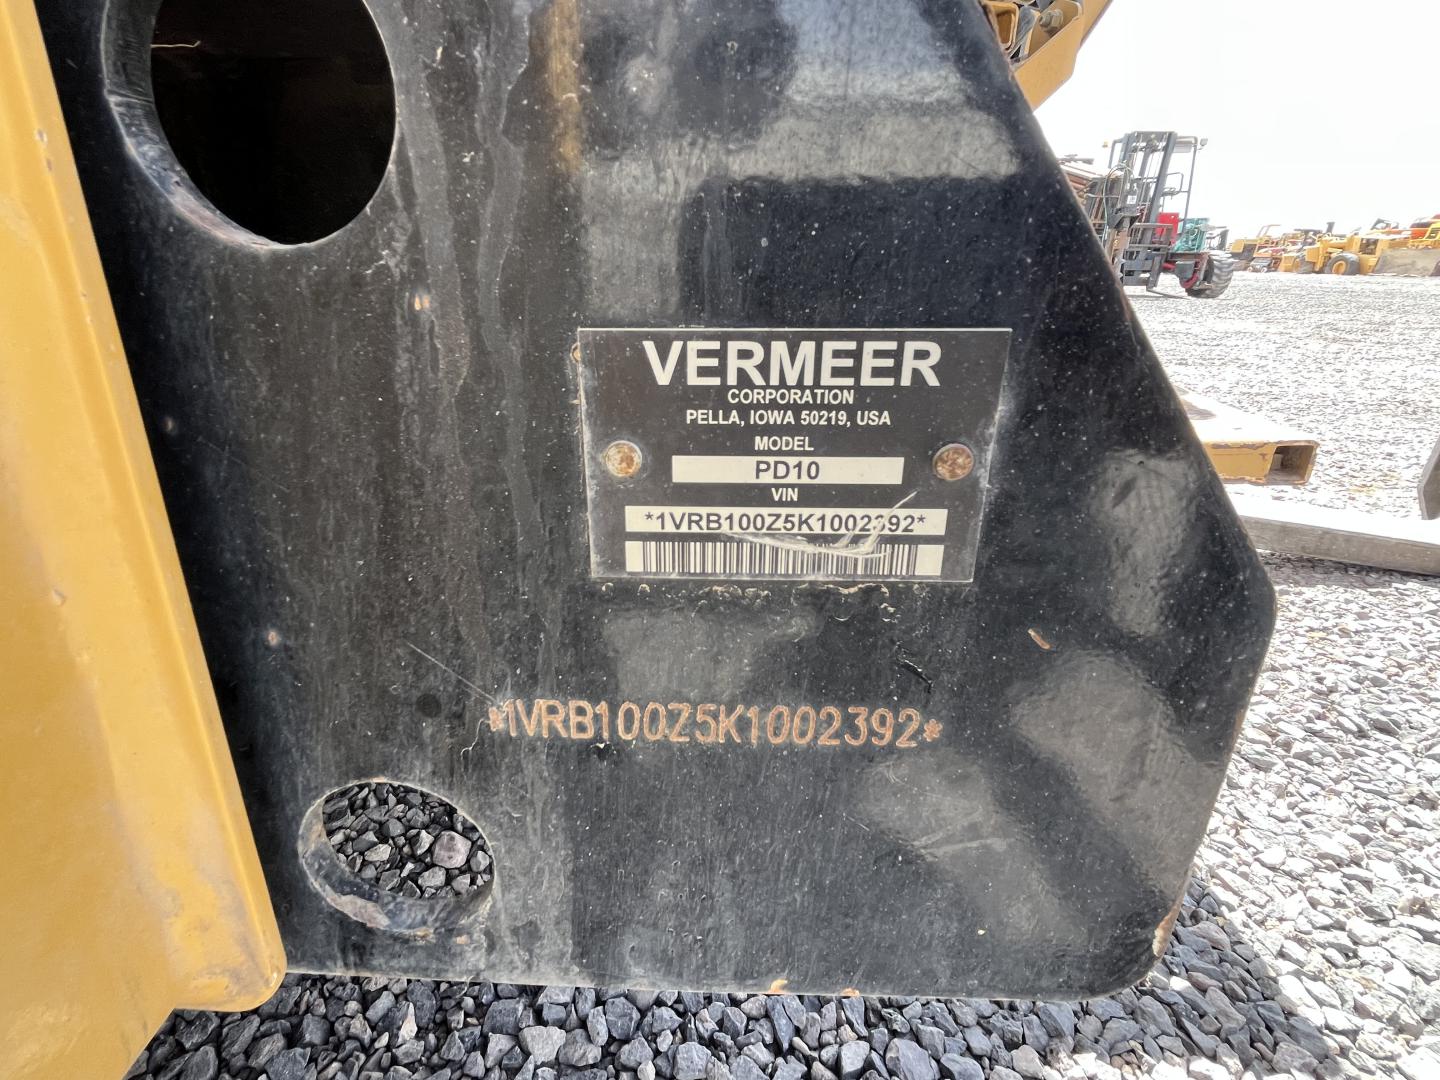 VERMEER
CORPORATION
PELLA, IOWA 50219, USA
MODEL
PD10
VIN
*1VRB100Z5K1002392*
*1VRB100Z5K1002392*